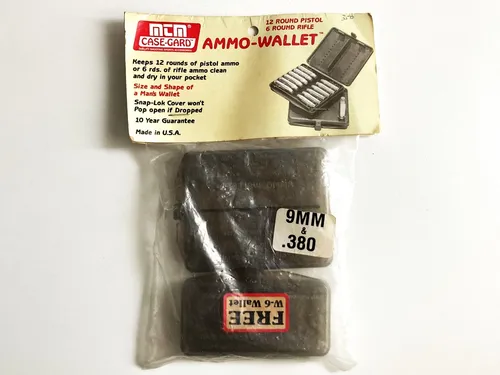 MTM
CASE-GARD™
12 ROUND PISTOL
6 ROUND RIFLE
AMMO-WALLET™
Keeps 12 rounds of pistol ammo
or 6 rds. of rifle ammo clean
and dry in your pocket
Size and Shape of
a Man's Wallet
Snap-Lok Cover won't
Pop open if Dropped
10 Year Guarantee
Made in U.S.A.
9MM
&
.380
FREE
W-6 Wallet